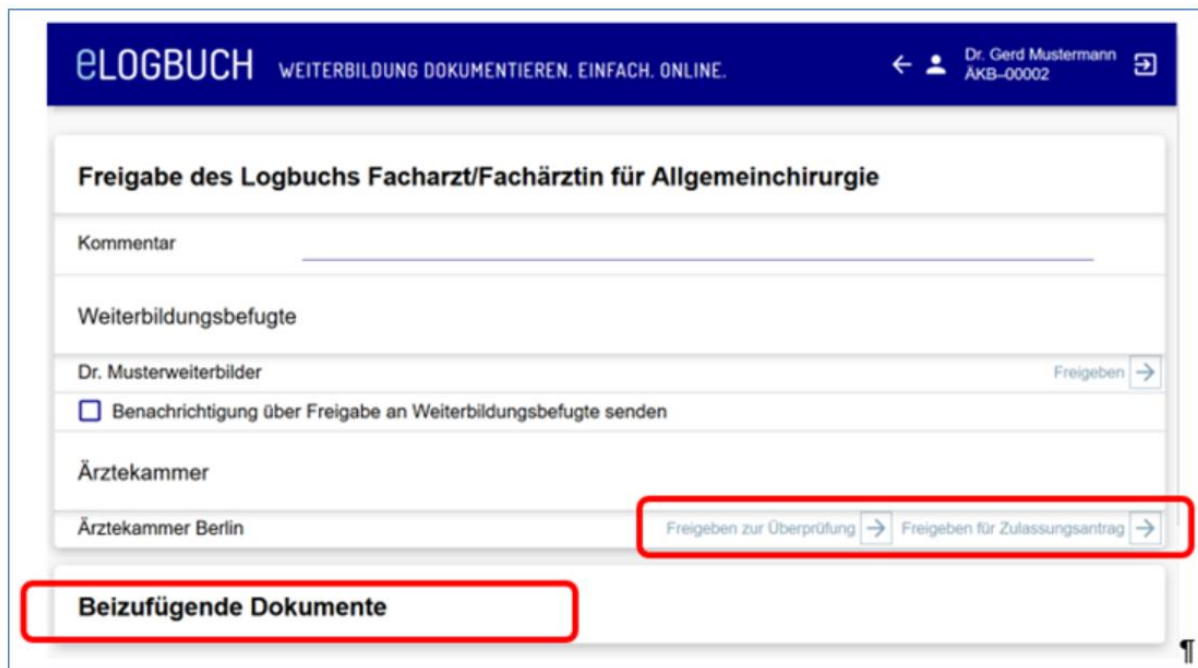 eLOGBUCH WEITERBILDUNG DOKUMENTIEREN. EINFACH. ONLINE.
Dr. Gerd Mustermann
ÄKB-00002
Freigabe des Logbuchs Facharzt/Fachärztin für Allgemeinchirurgie
Kommentar
Weiterbildungsbefugte
Dr. Musterweiterbilder Freigeben
Benachrichtigung über Freigabe an Weiterbildungsbefugte senden
Ärztekammer
Ärztekammer Berlin Freigeben zur Überprüfung Freigeben für Zulassungsantrag
Beizufügende Dokumente
¶